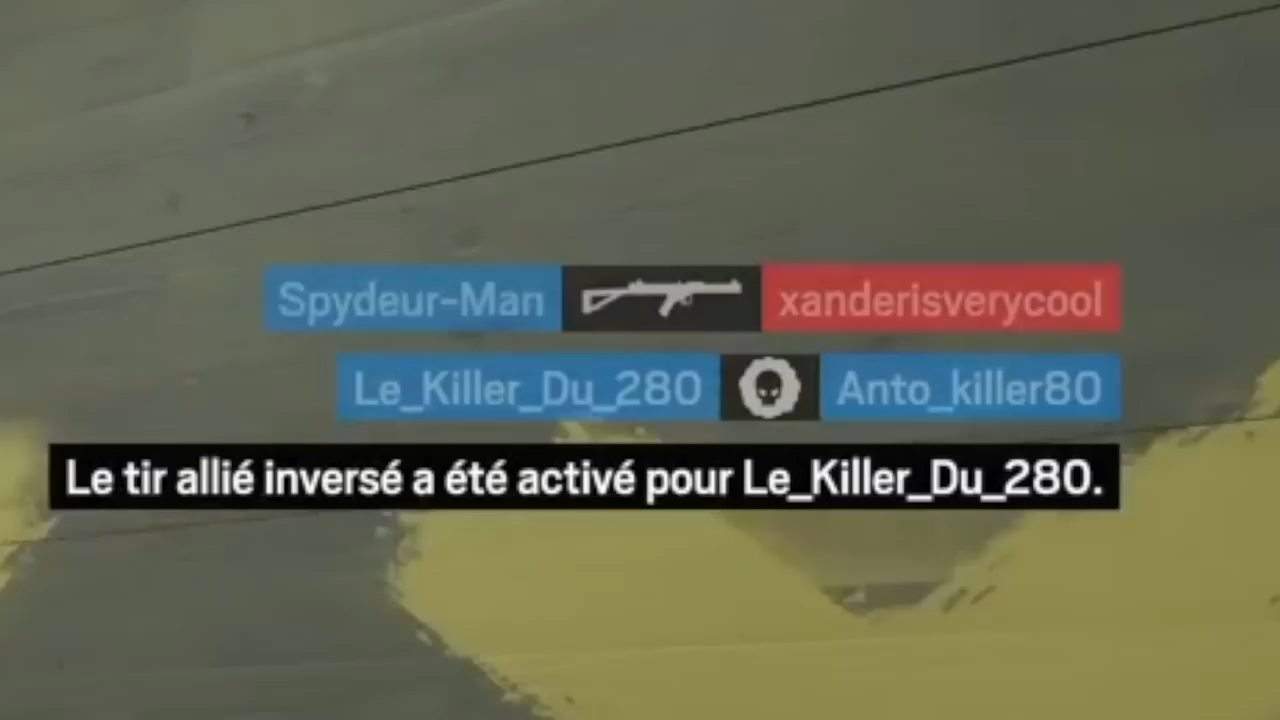 Spydeur-Man xanderisverycool
Le_Killer_Du_280 Anto_killer80
Le tir allié inversé a été activé pour Le_Killer_Du_280.